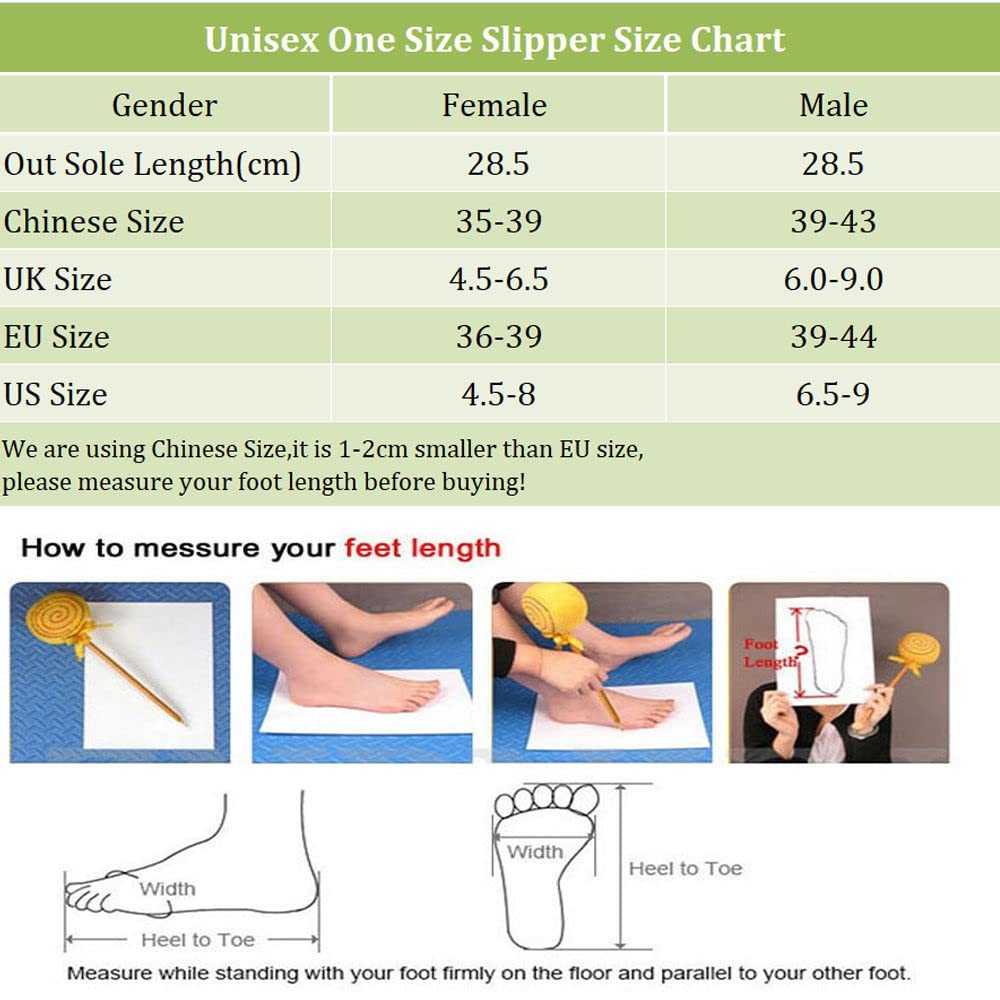 Unisex One Size Slipper Size Chart
Gender Female Male
Out Sole Length(cm) 28.5 28.5
Chinese Size 35-39 39-43
UK Size 4.5-6.5 6.0-9.0
EU Size 36-39 39-44
US Size 4.5-8 6.5-9
We are using Chinese Size,it is 1-2cm smaller than EU size,
please measure your foot length before buying!
How to messure your feet length
Foot
Length
?
Width
Heel to Toe
Width
Heel to Toe
Measure while standing with your foot firmly on the floor and parallel to your other foot.